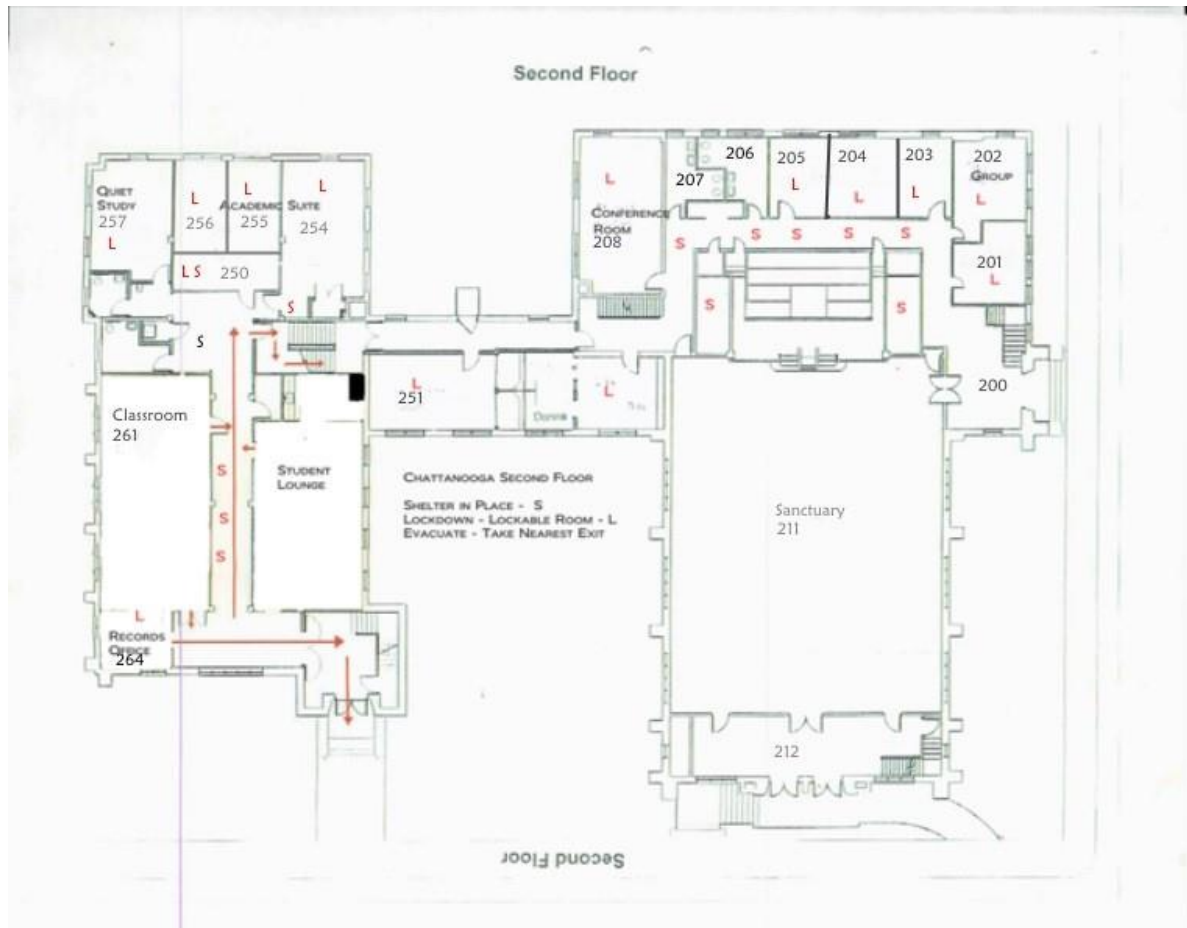 Second Floor
QUIET
STUDY
257
L
L
256
L
ACADEMIC SUITE
255
L
254
L S
250
S
S
L
CONFERENCE
ROOM
208
207
206
205
L
204
L
203
L
202
GROUP
L
201
L
S
S
S
S
S
S
S
200
Classroom
261
S
S
S
STUDENT
LOUNGE
L
251
L
CHATTANOOGA SECOND FLOOR
SHELTER IN PLACE - S
LOCKDOWN - LOCKABLE ROOM - L
EVACUATE - TAKE NEAREST EXIT
Sanctuary
211
L
RECORDS
OFFICE
264
212
Second Floor